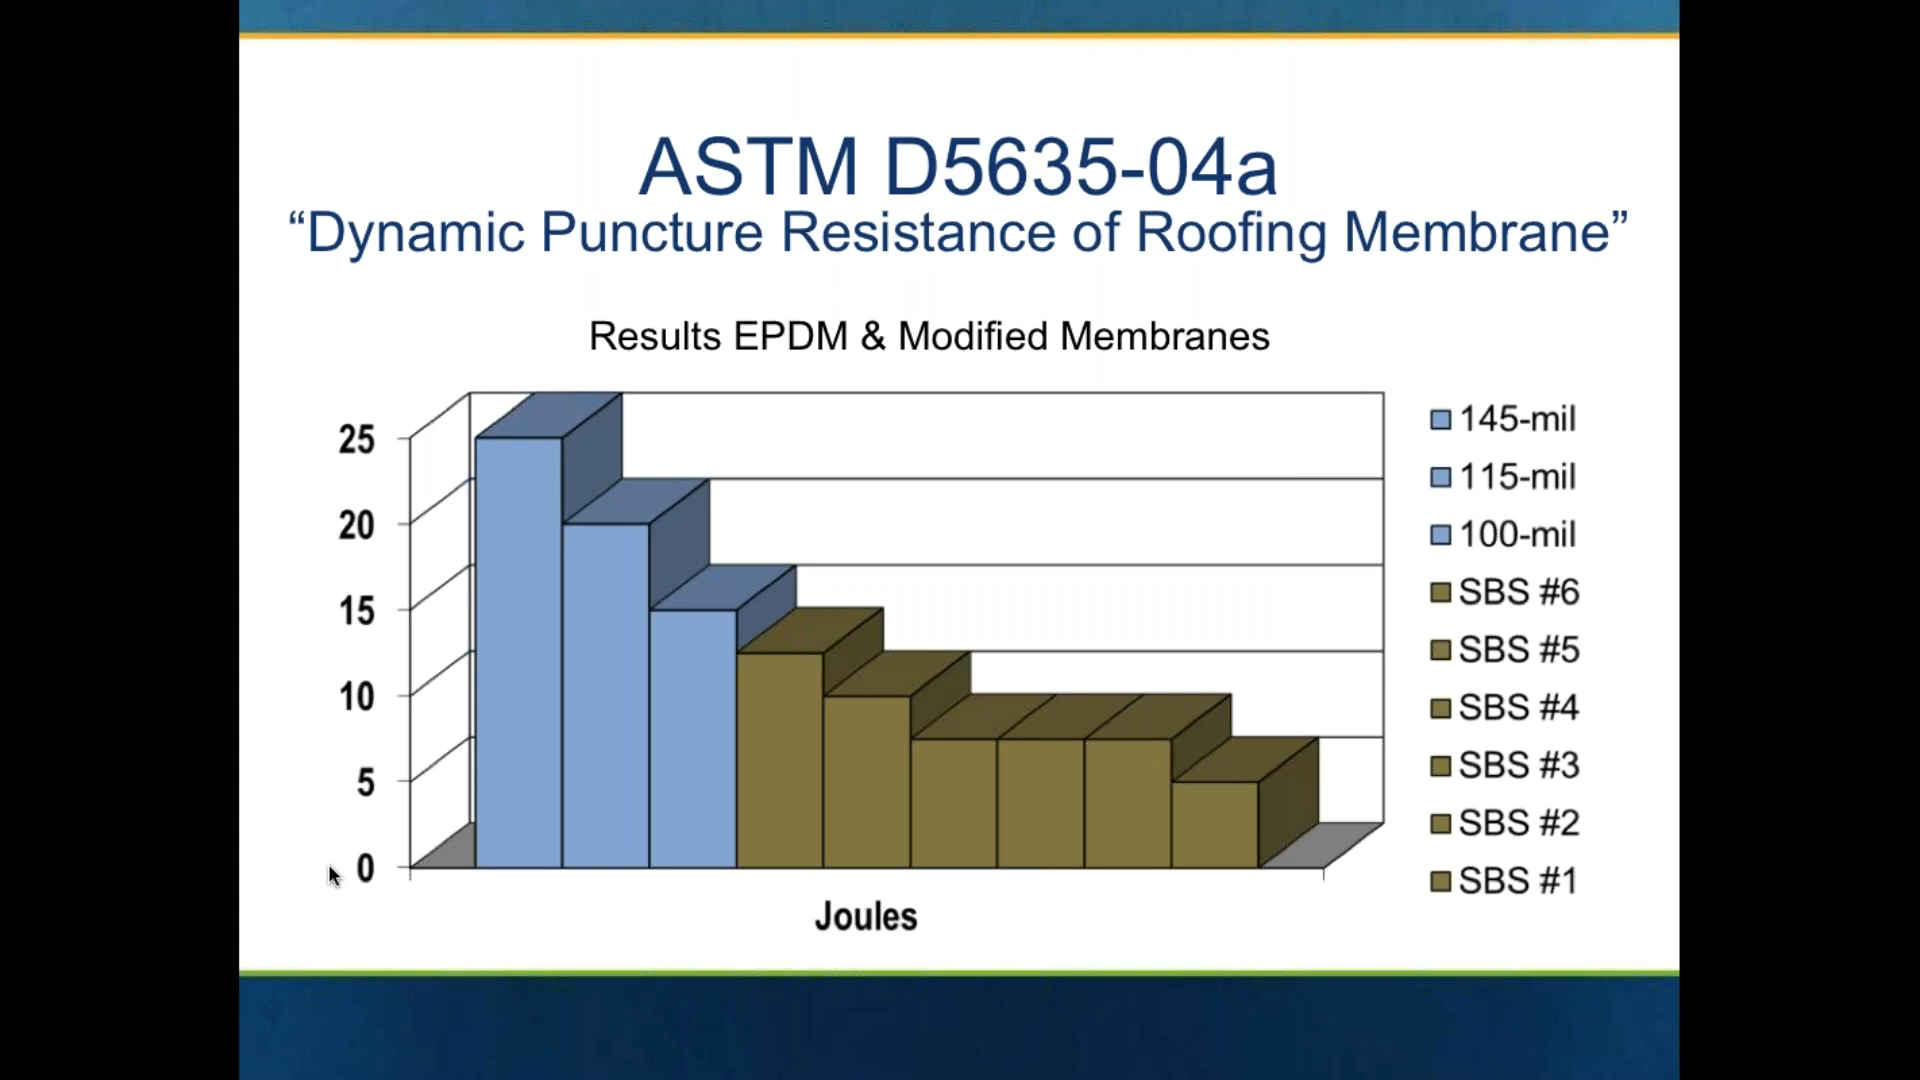 ASTM D5635-04a
“Dynamic Puncture Resistance of Roofing Membrane”
Results EPDM & Modified Membranes
25
20
15
10
5
0
Joules
145-mil
115-mil
100-mil
SBS #6
SBS #5
SBS #4
SBS #3
SBS #2
SBS #1